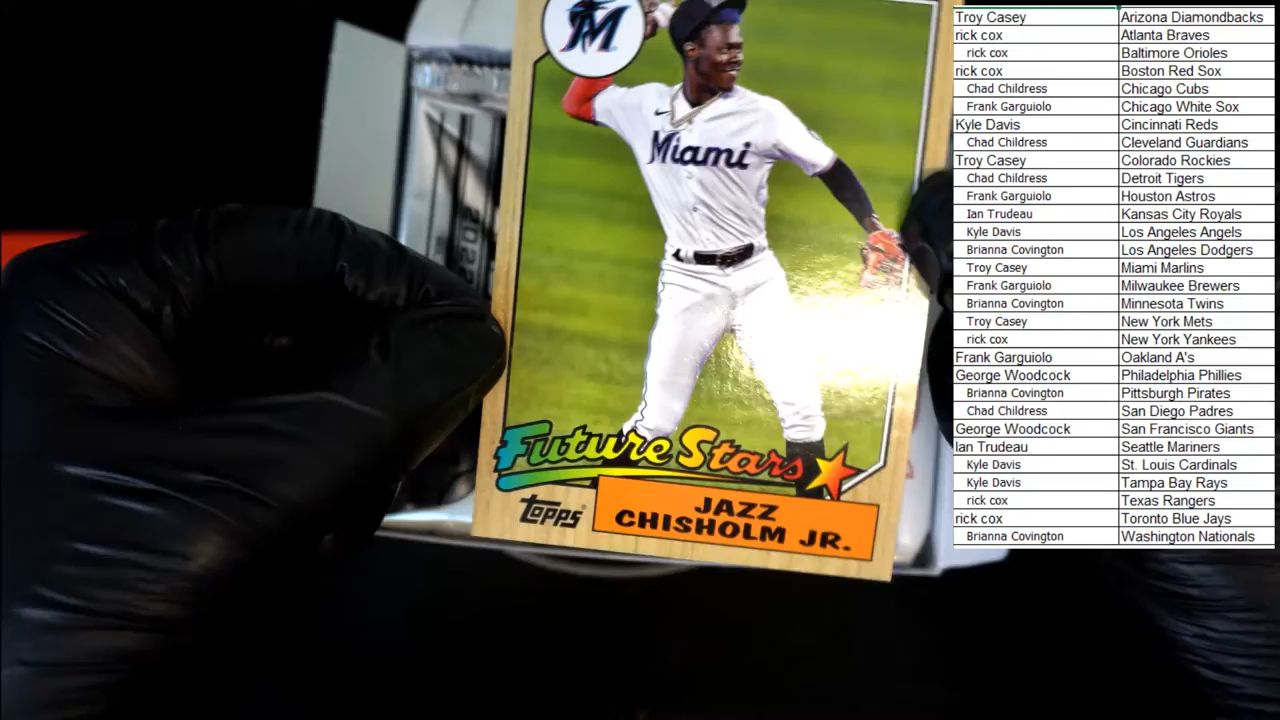 M
Miami
Future Stars
Topps
JAZZ
CHISHOLM JR.
2022
Troy Casey Arizona Diamondbacks
rick cox Atlanta Braves
rick cox Baltimore Orioles
rick cox Boston Red Sox
Chad Childress Chicago Cubs
Frank Garguiolo Chicago White Sox
Kyle Davis Cincinnati Reds
Chad Childress Cleveland Guardians
Troy Casey Colorado Rockies
Chad Childress Detroit Tigers
Frank Garguiolo Houston Astros
Ian Trudeau Kansas City Royals
Kyle Davis Los Angeles Angels
Brianna Covington Los Angeles Dodgers
Troy Casey Miami Marlins
Frank Garguiolo Milwaukee Brewers
Brianna Covington Minnesota Twins
Troy Casey New York Mets
rick cox New York Yankees
Frank Garguiolo Oakland A's
George Woodcock Philadelphia Phillies
Brianna Covington Pittsburgh Pirates
Chad Childress San Diego Padres
George Woodcock San Francisco Giants
Ian Trudeau Seattle Mariners
Kyle Davis St. Louis Cardinals
Kyle Davis Tampa Bay Rays
rick cox Texas Rangers
rick cox Toronto Blue Jays
Brianna Covington Washington Nationals